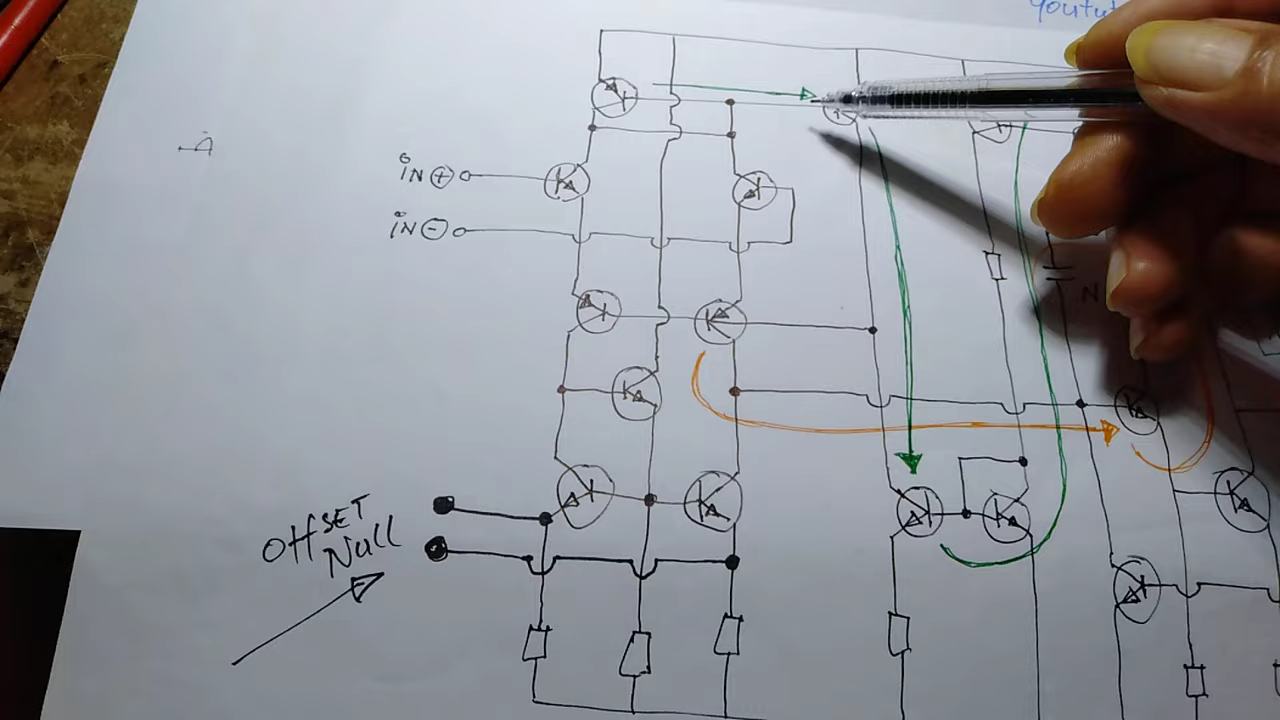 youtu
iN +
iN -
OffSET
Null
N